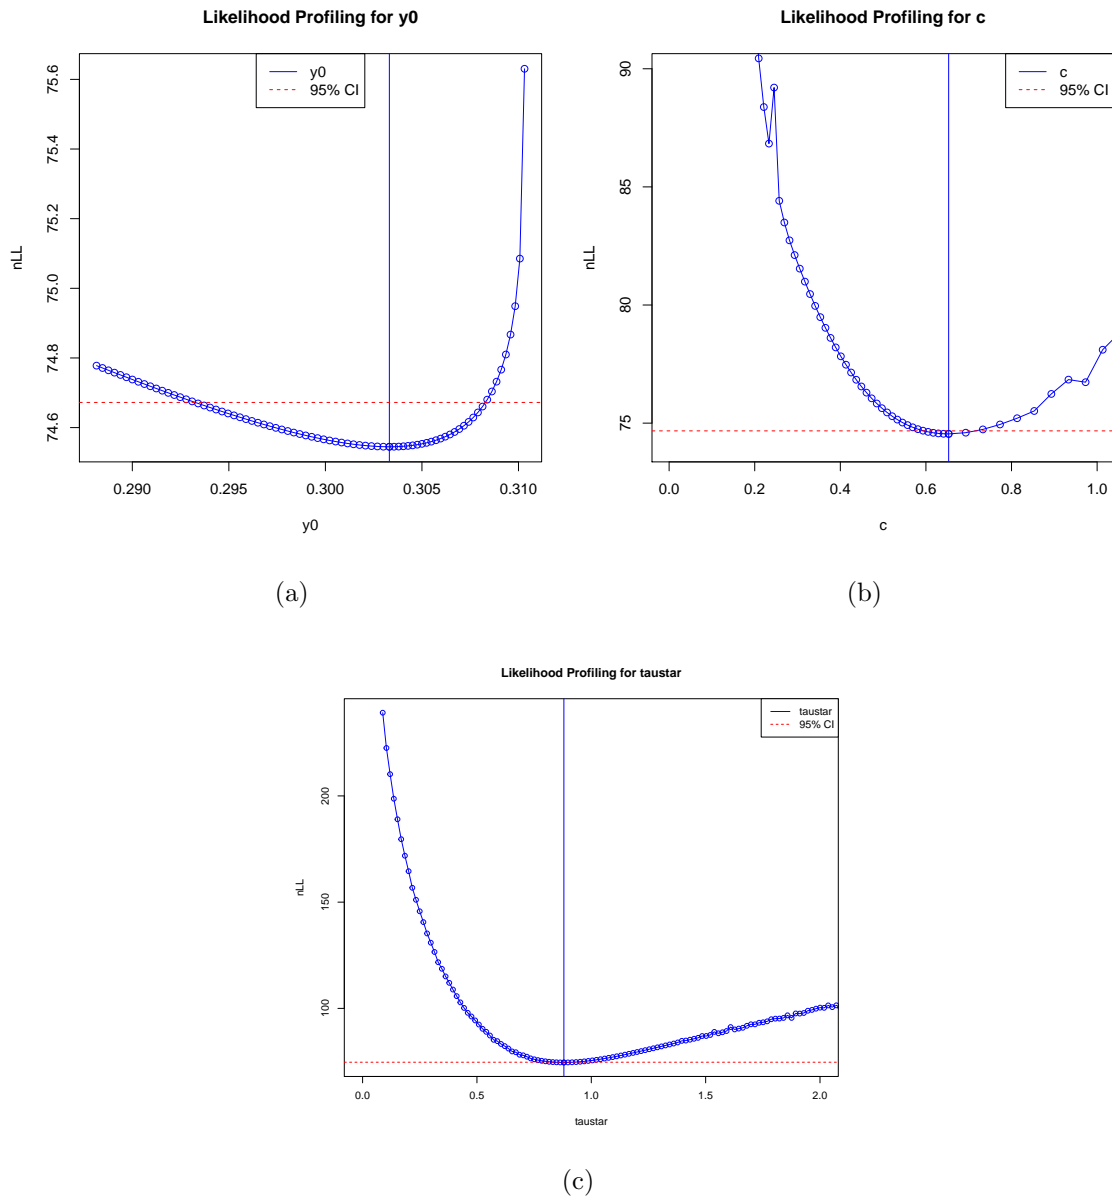 Likelihood Profiling for y0
y0
95% CI
nLL
74.6 74.8 75.0 75.2 75.4 75.6
0.290 0.295 0.300 0.305 0.310
y0
(a)
Likelihood Profiling for c
c
95% CI
nLL
75 80 85 90
0.0 0.2 0.4 0.6 0.8 1.0
c
(b)
Likelihood Profiling for taustar
taustar
95% CI
nLL
100 150 200
0.0 0.5 1.0 1.5 2.0
taustar
(c)